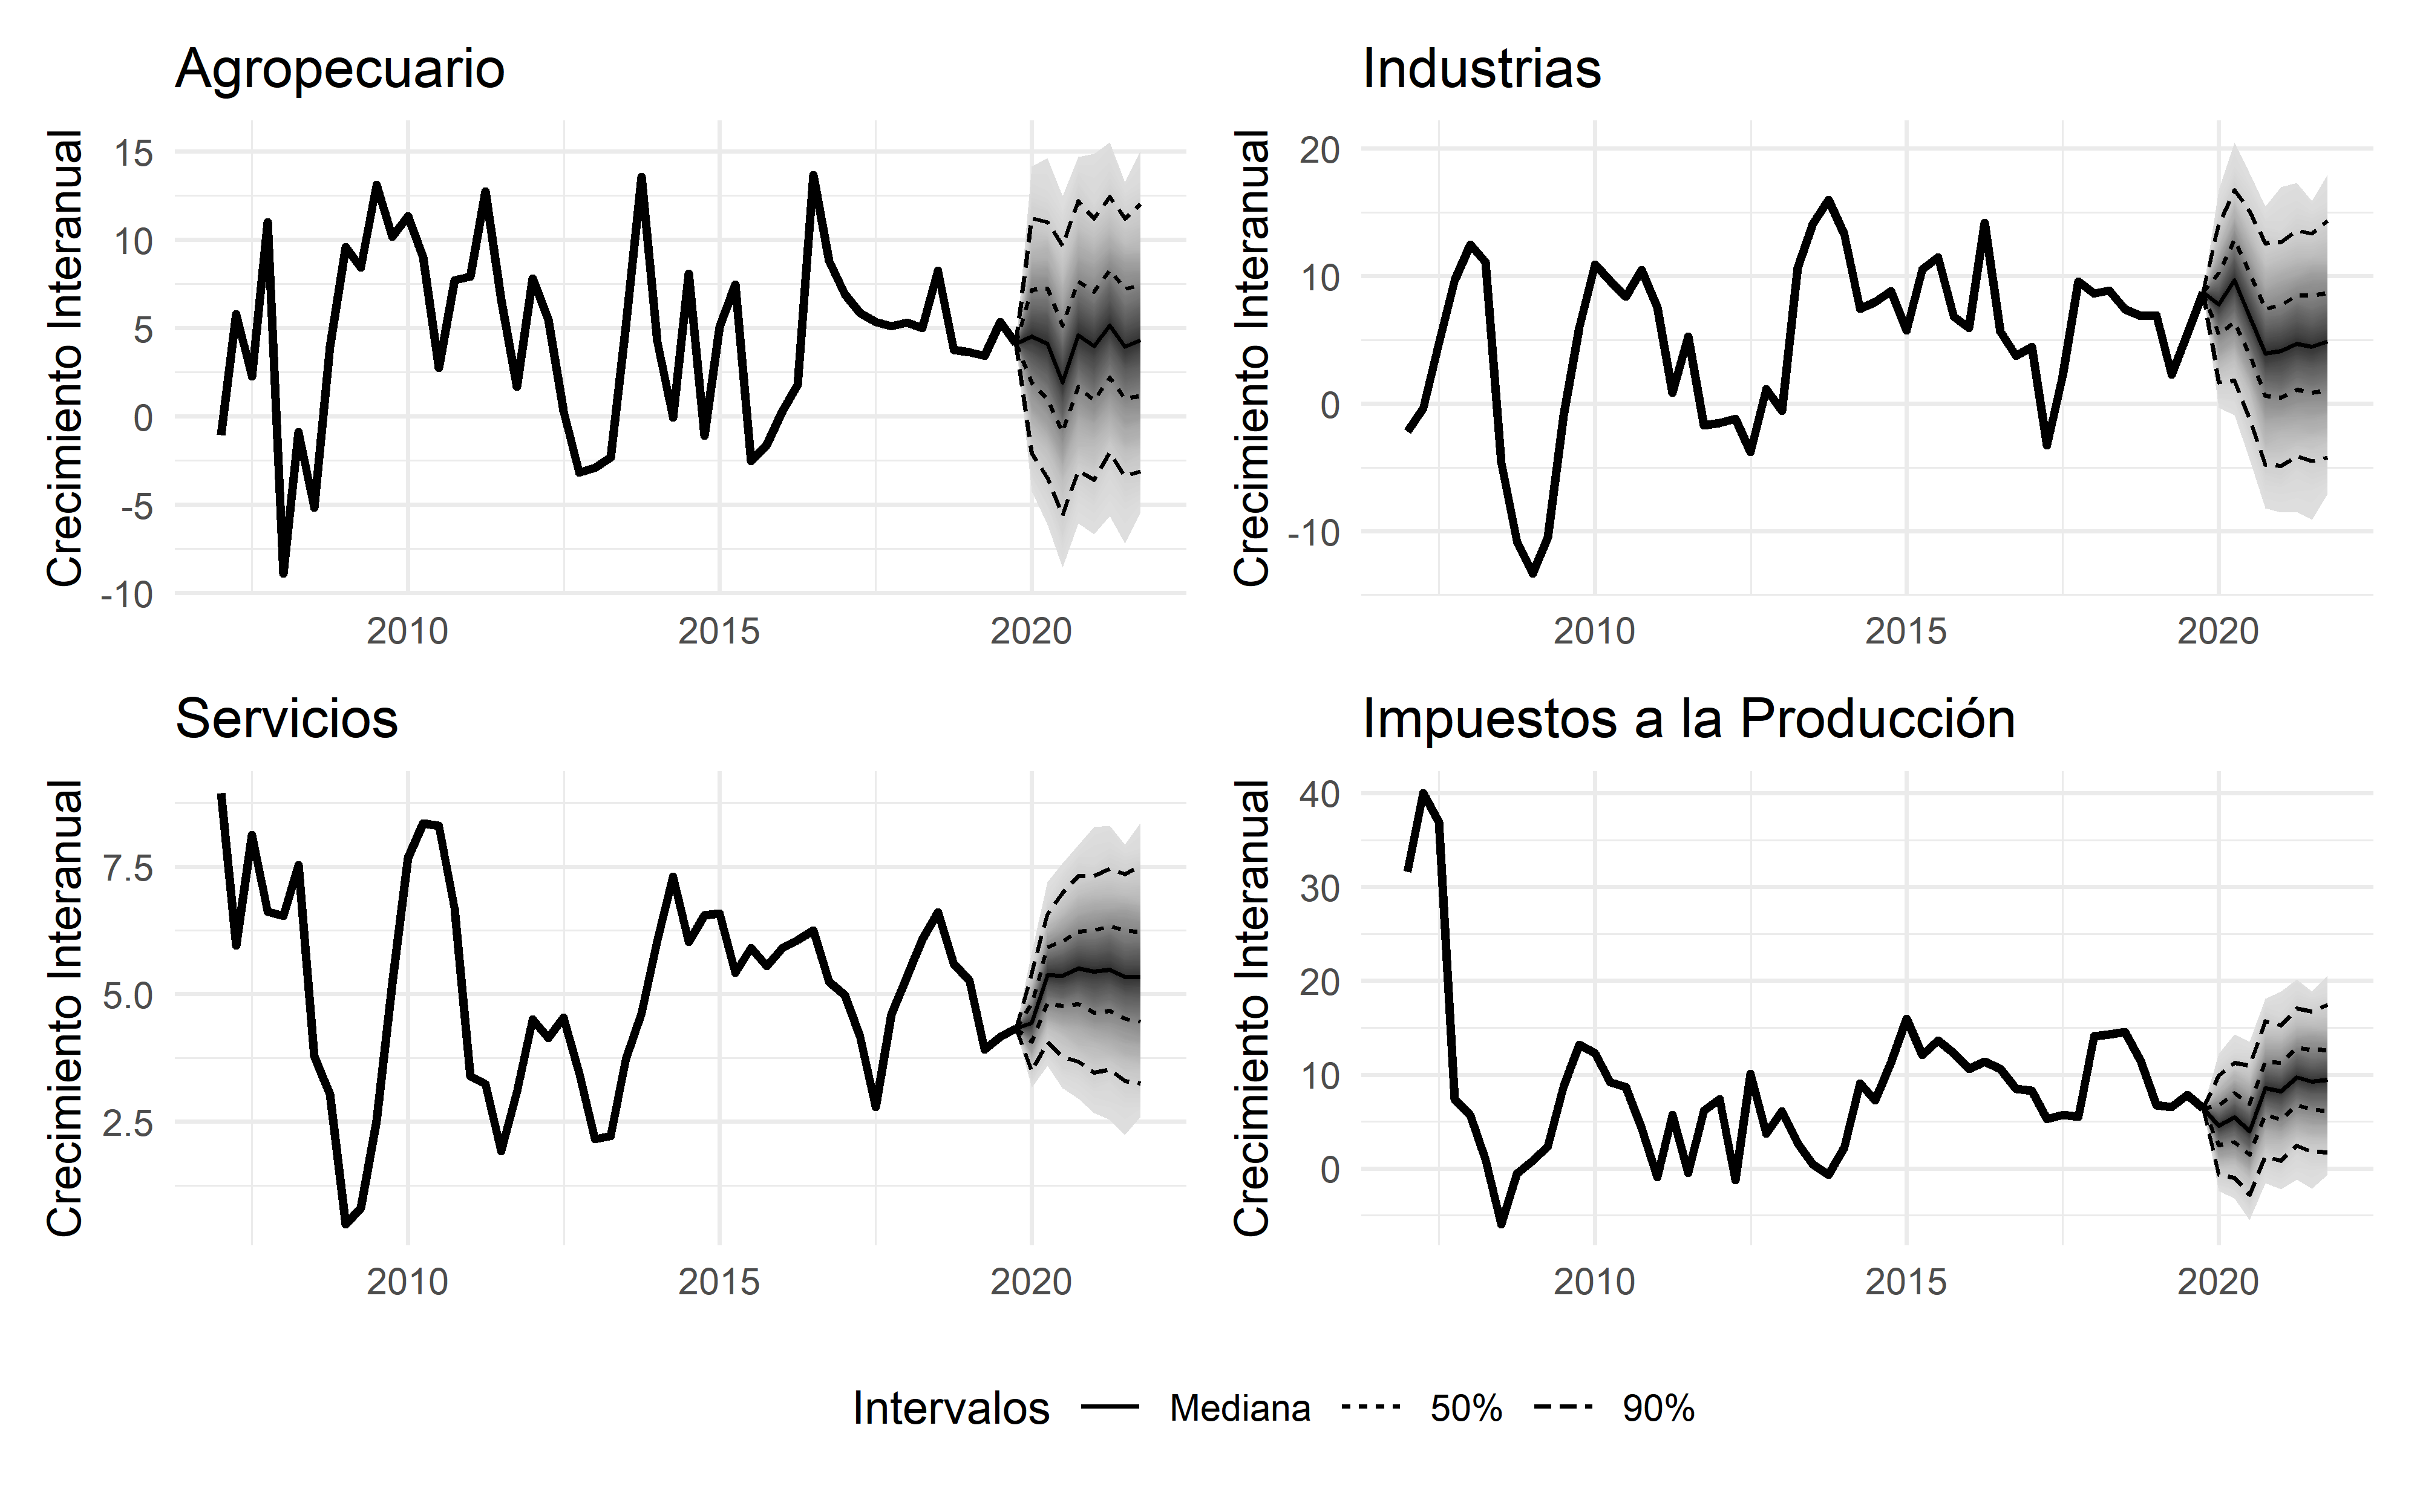 Agropecuario
Crecimiento Interanual
15
10
5
0
-5
-10
2010 2015 2020
Industrias
Crecimiento Interanual
20
10
0
-10
2010 2015 2020
Servicios
Crecimiento Interanual
7.5
5.0
2.5
2010 2015 2020
Impuestos a la Producción
Crecimiento Interanual
40
30
20
10
0
2010 2015 2020
Intervalos Mediana 50% 90%